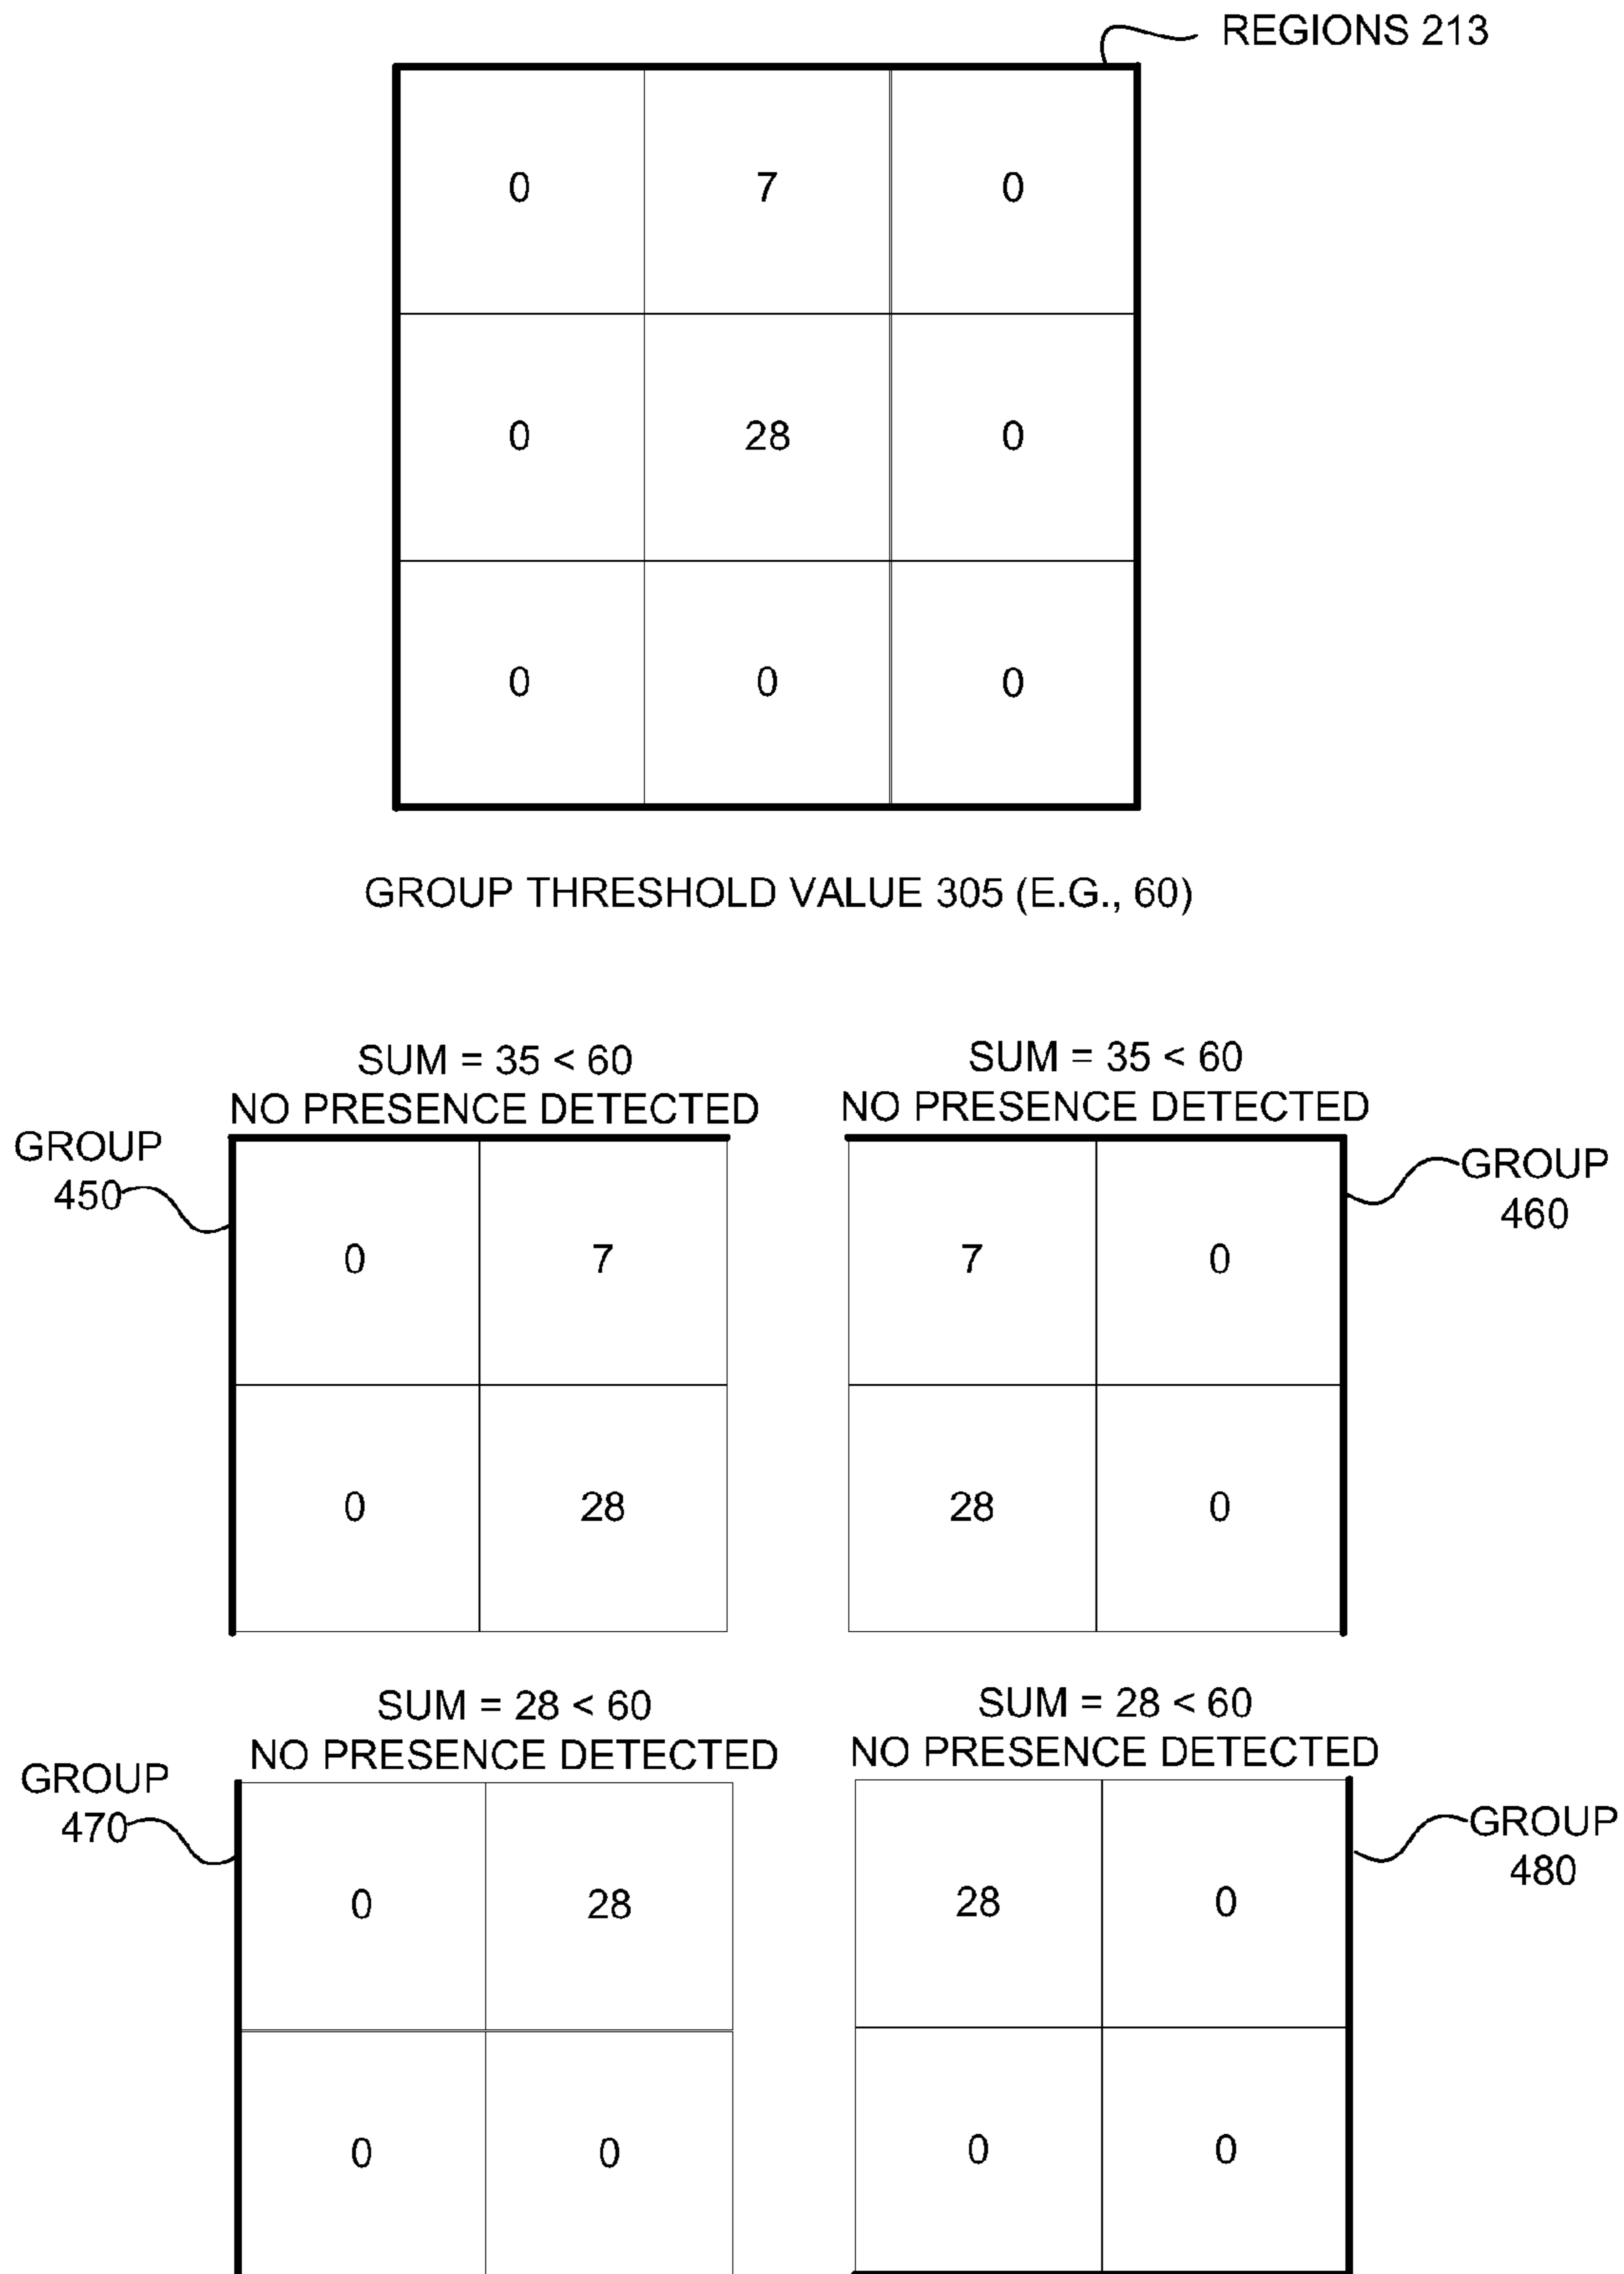 REGIONS 213
0 7 0
0 28 0
0 0 0
GROUP THRESHOLD VALUE 305 (E.G., 60)
SUM = 35 < 60
NO PRESENCE DETECTED
GROUP
450
0 7
0 28
SUM = 35 < 60
NO PRESENCE DETECTED
GROUP
460
7 0
28 0
SUM = 28 < 60
NO PRESENCE DETECTED
GROUP
470
0 28
0 0
SUM = 28 < 60
NO PRESENCE DETECTED
GROUP
480
28 0
0 0